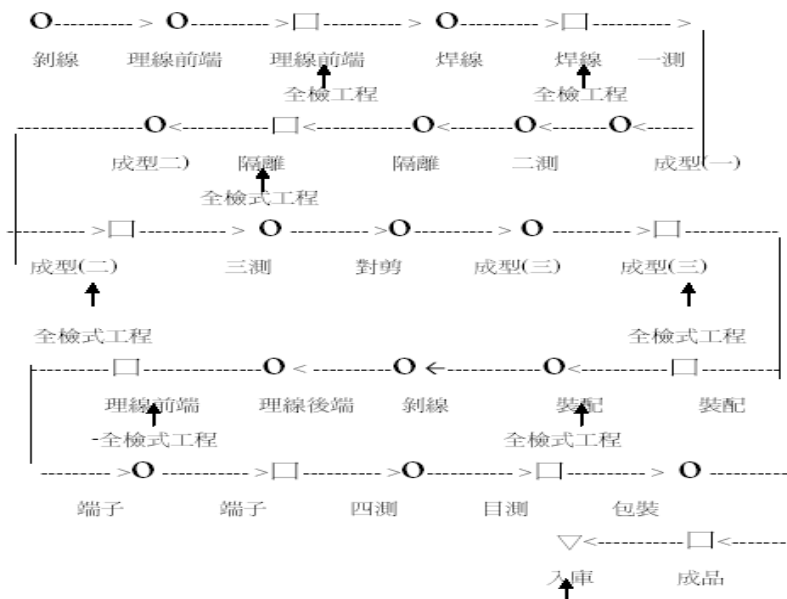 剝線 理線前端 理線前端 焊線 焊線 一測
全檢工程 全檢工程
成型二) 隔離 隔離 二測 成型(一)
全檢式工程
成型(二) 三測 對剪 成型(三) 成型(三)
全檢式工程 全檢式工程
理線前端 理線後端 剝線 裝配 裝配
-全檢式工程 全檢式工程
端子 端子 四測 目測 包裝
入庫 成品